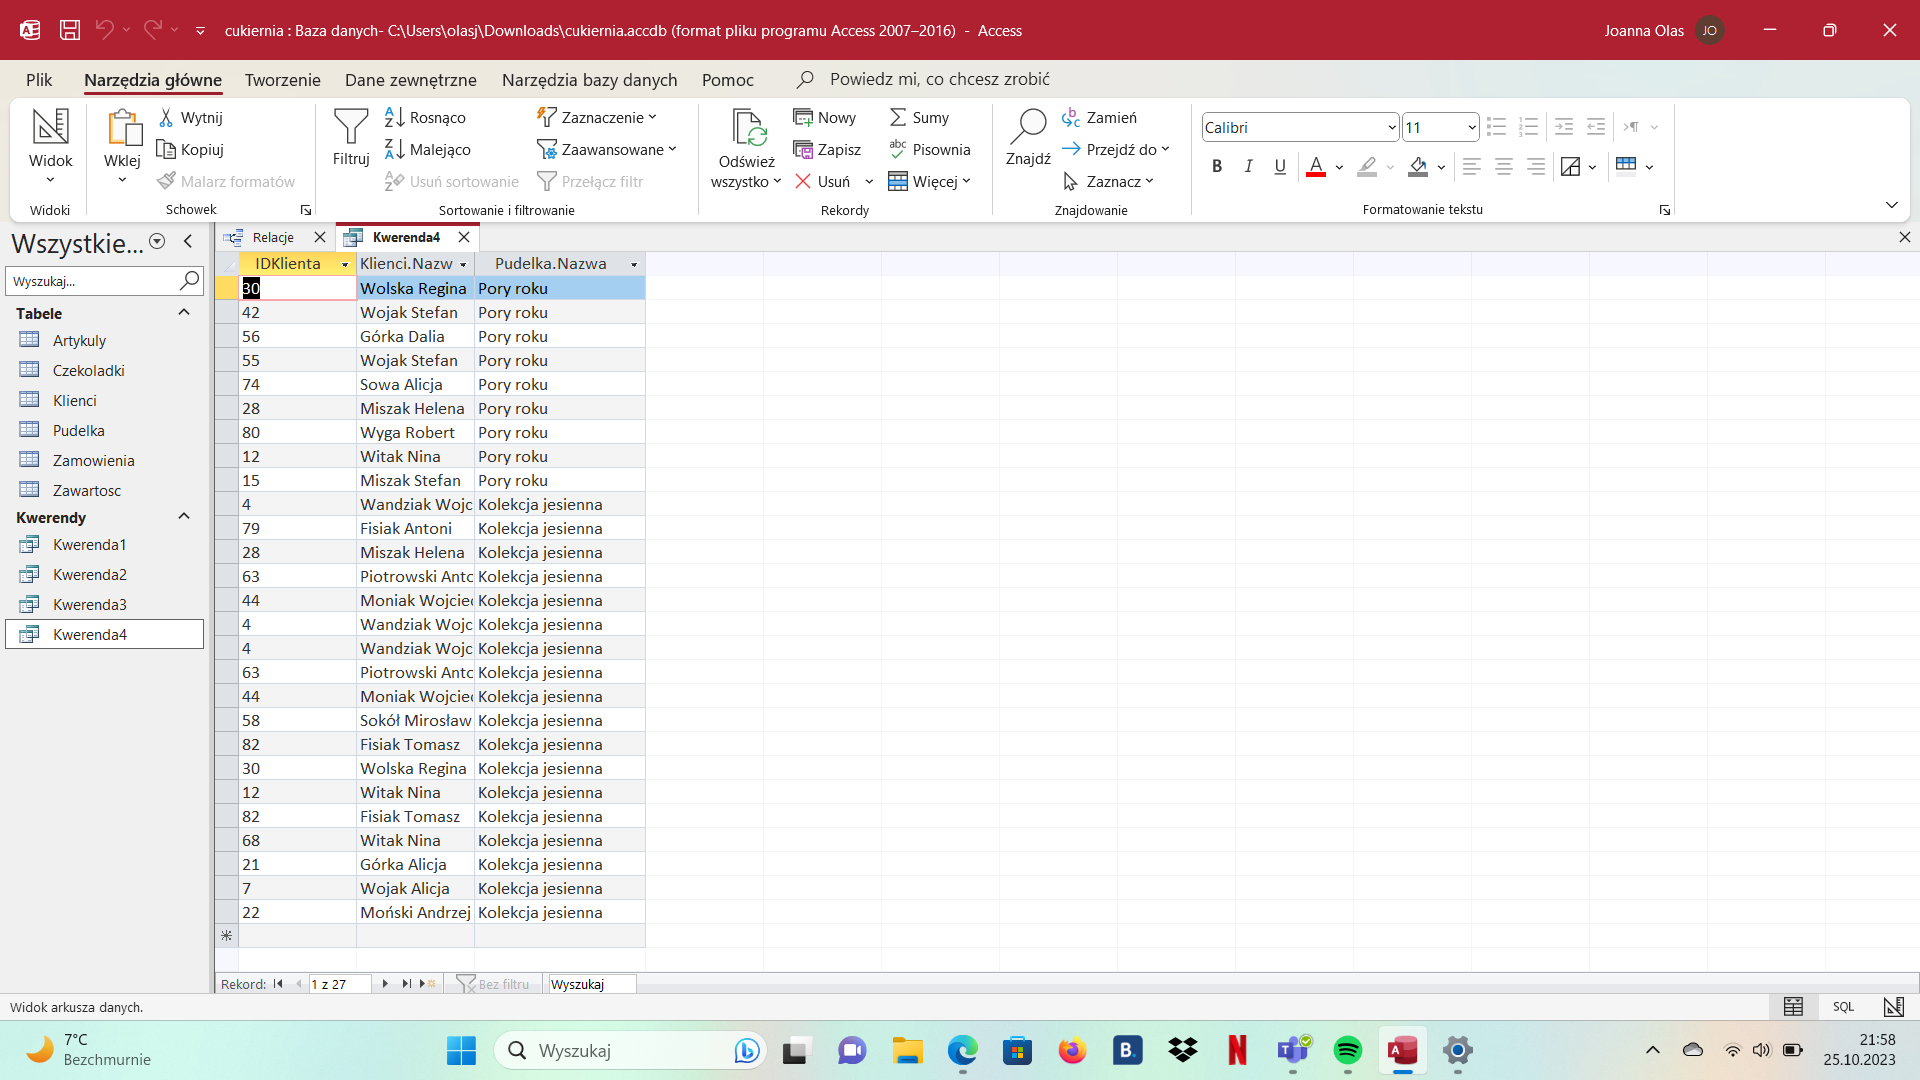 cukiernia : Baza danych- C:\Users\olasj\Downloads\cukiernia.accdb (format pliku programu Access 2007–2016) - Access
Joanna Olas JO
Plik Narzędzia główne Tworzenie Dane zewnętrzne Narzędzia bazy danych Pomoc Powiedz mi, co chcesz zrobić
Widok
Widoki
Wklej
Wytnij
Kopiuj
Malarz formatów
Schowek
Filtruj
Rosnąco
Malejąco
Usuń sortowanie
Zaznaczenie
Zaawansowane
Przełącz filtr
Sortowanie i filtrowanie
Odśwież
wszystko
Nowy
Zapisz
Usuń
Sumy
Pisownia
Więcej
Rekordy
Znajdź
Zamień
Przejdź do
Zaznacz
Znajdowanie
Calibri 11
B I U A
Formatowanie tekstu
Wszystkie...
Wyszukaj...
Tabele
Artykuly
Czekoladki
Klienci
Pudelka
Zamowienia
Zawartosc
Kwerendy
Kwerenda1
Kwerenda2
Kwerenda3
Kwerenda4
Relacje Kwerenda4
IDKlienta Klienci.Nazw Pudelka.Nazwa
30 Wolska Regina Pory roku
42 Wojak Stefan Pory roku
56 Górka Dalia Pory roku
55 Wojak Stefan Pory roku
74 Sowa Alicja Pory roku
28 Miszak Helena Pory roku
80 Wyga Robert Pory roku
12 Witak Nina Pory roku
15 Miszak Stefan Pory roku
4 Wandziak Wojc Kolekcja jesienna
79 Fisiak Antoni Kolekcja jesienna
28 Miszak Helena Kolekcja jesienna
63 Piotrowski Anto Kolekcja jesienna
44 Moniak Wojciec Kolekcja jesienna
4 Wandziak Wojc Kolekcja jesienna
4 Wandziak Wojc Kolekcja jesienna
63 Piotrowski Anto Kolekcja jesienna
44 Moniak Wojciec Kolekcja jesienna
58 Sokół Mirosław Kolekcja jesienna
82 Fisiak Tomasz Kolekcja jesienna
30 Wolska Regina Kolekcja jesienna
12 Witak Nina Kolekcja jesienna
82 Fisiak Tomasz Kolekcja jesienna
68 Witak Nina Kolekcja jesienna
21 Górka Alicja Kolekcja jesienna
7 Wojak Alicja Kolekcja jesienna
22 Moński Andrzej Kolekcja jesienna
Rekord: 1 z 27 Bez filtru Wyszukaj
Widok arkusza danych.
SQL
7°C
Bezchmurnie
Wyszukaj
21:58
25.10.2023